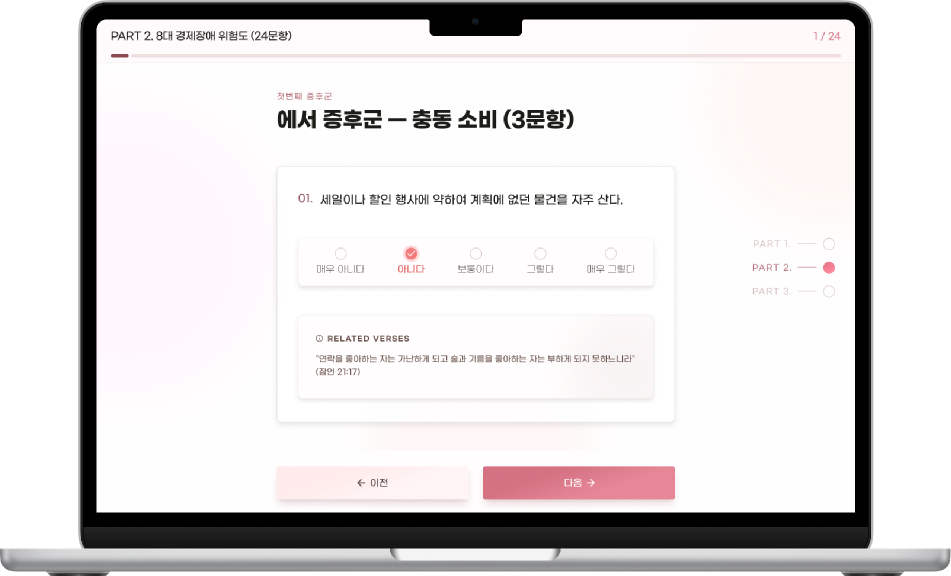 PART 2. 8대 경제장애 위험도 (24문항)
1 / 24
첫번째 증후군
에서 증후군 — 충동 소비 (3문항)
01. 세일이나 할인 행사에 약하여 계획에 없던 물건을 자주 산다.
매우 아니다 아니다 보통이다 그렇다 매우 그렇다
RELATED VERSES
"연락을 좋아하는 자는 가난하게 되고 술과 기름을 좋아하는 자는 부하게 되지 못하느니라"
(잠언 21:17)
PART 1.
PART 2.
PART 3.
← 이전
다음 →